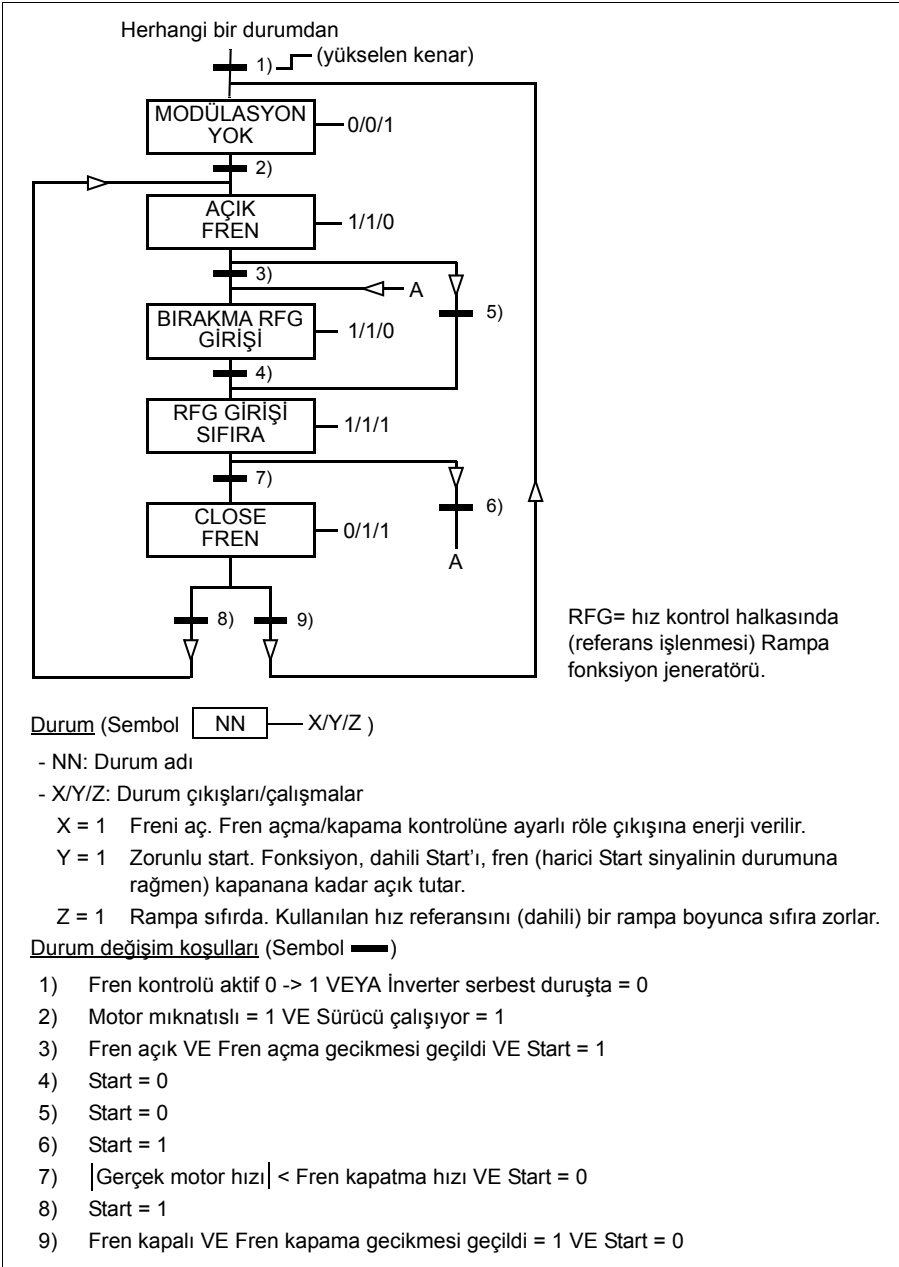 Herhangi bir durumdan
1) (yükselen kenar)
MODÜLASYON
YOK
0/0/1
2)
AÇIK
FREN
1/1/0
3)
A
5)
BIRAKMA RFG
GİRİŞİ
1/1/0
4)
RFG GİRİŞİ
SIFIRA
1/1/1
7)
6)
CLOSE
FREN
0/1/1
A
8) 9)
RFG= hız kontrol halkasında
(referans işlenmesi) Rampa
fonksiyon jeneratörü.
Durum (Sembol NN X/Y/Z )
- NN: Durum adı
- X/Y/Z: Durum çıkışları/çalışmalar
X = 1 Freni aç. Fren açma/kapama kontrolüne ayarlı röle çıkışına enerji verilir.
Y = 1 Zorunlu start. Fonksiyon, dahili Start’ı, fren (harici Start sinyalinin durumuna
rağmen) kapanana kadar açık tutar.
Z = 1 Rampa sıfırda. Kullanılan hız referansını (dahili) bir rampa boyunca sıfıra zorlar.
Durum değişim koşulları (Sembol )
1) Fren kontrolü aktif 0 -> 1 VEYA İnverter serbest duruşta = 0
2) Motor mıknatıslı = 1 VE Sürücü çalışıyor = 1
3) Fren açık VE Fren açma gecikmesi geçildi VE Start = 1
4) Start = 0
5) Start = 0
6) Start = 1
7) |Gerçek motor hızı| < Fren kapatma hızı VE Start = 0
8) Start = 1
9) Fren kapalı VE Fren kapama gecikmesi geçildi = 1 VE Start = 0